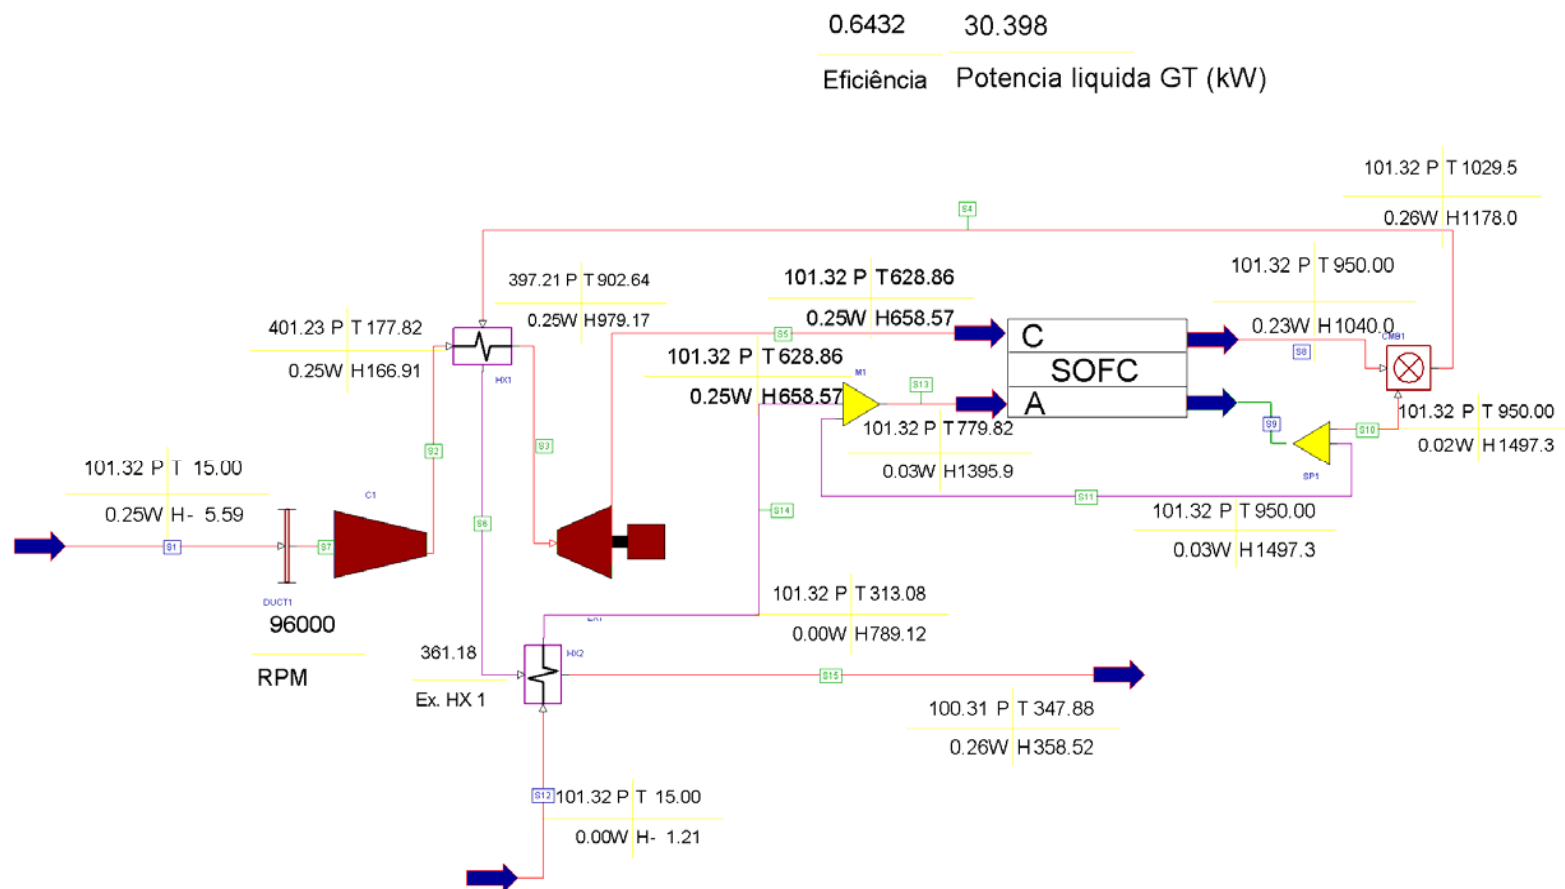 0.6432 30.398
Eficiência Potencia liquida GT (kW)
101.32 P T 1029.5
0.26W H1178.0
S4
397.21 P T 902.64
0.25W H979.17
101.32 P T 628.86
0.25W H658.57
101.32 P T 950.00
0.23W H1040.0
401.23 P T 177.82
0.25W H166.91
HX1
S5
C
SOFC
A
S8
CMB1
101.32 P T 628.86
0.25W H658.57
M1
S13
101.32 P T 779.82
0.03W H1395.9
S9
S10
101.32 P T 950.00
0.02W H1497.3
SP1
S2
S3
101.32 P T 15.00
0.25W H- 5.59
C1
S11
101.32 P T 950.00
0.03W H1497.3
S14
S6
S1
S7
DUCT1
96000
RPM
101.32 P T 313.08
0.00W H789.12
361.18
Ex. HX 1
HX2
S15
100.31 P T 347.88
0.26W H358.52
S12
101.32 P T 15.00
0.00W H- 1.21